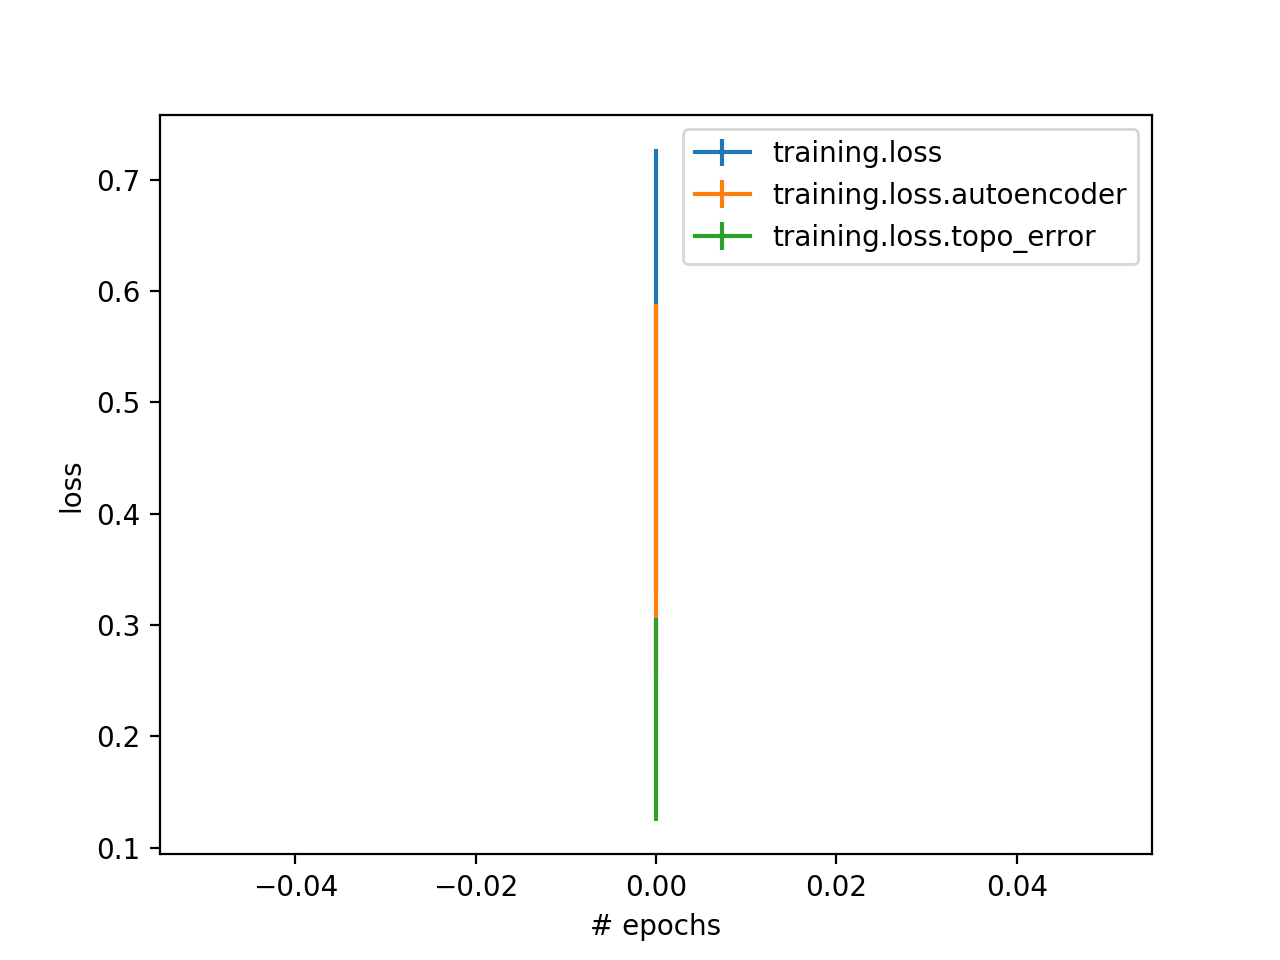 training.loss
training.loss.autoencoder
training.loss.topo_error
0.7
0.6
0.5
0.4
0.3
0.2
0.1
loss
−0.04 −0.02 0.00 0.02 0.04
# epochs